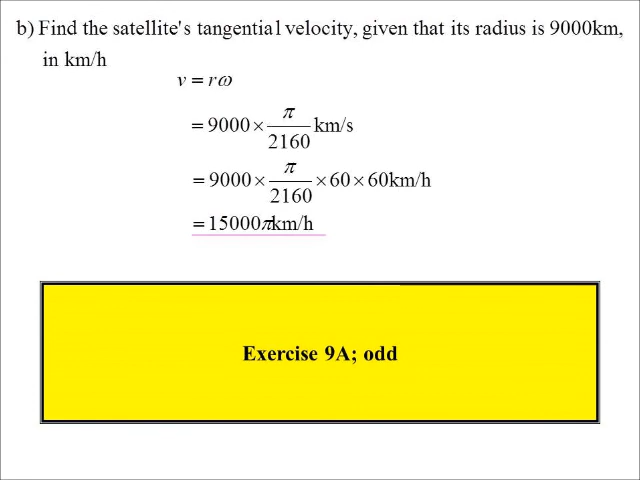 b) Find the satellite's tangential velocity, given that its radius is 9000km,
in km/h
v = rω
= 9000 × π/2160 km/s
= 9000 × π/2160 × 60 × 60km/h
= 15000πkm/h
Exercise 9A; odd